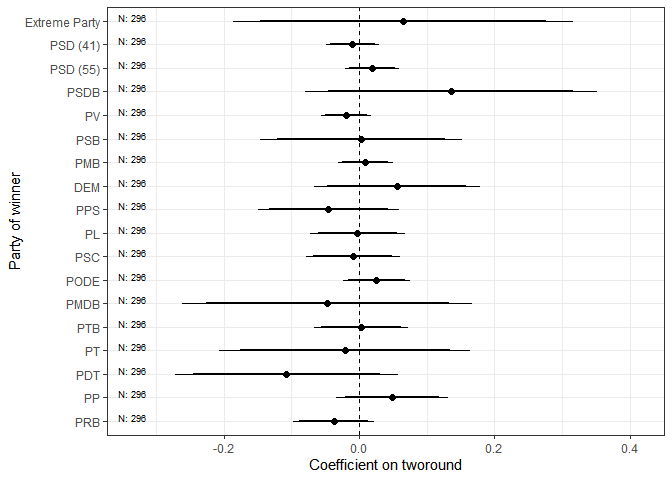 Extreme Party N: 296
PSD (41) N: 296
PSD (55) N: 296
PSDB N: 296
PV N: 296
PSB N: 296
PMB N: 296
DEM N: 296
PPS N: 296
PL N: 296
PSC N: 296
PODE N: 296
PMDB N: 296
PTB N: 296
PT N: 296
PDT N: 296
PP N: 296
PRB N: 296
Party of winner
-0.2 0.0 0.2 0.4
Coefficient on tworound